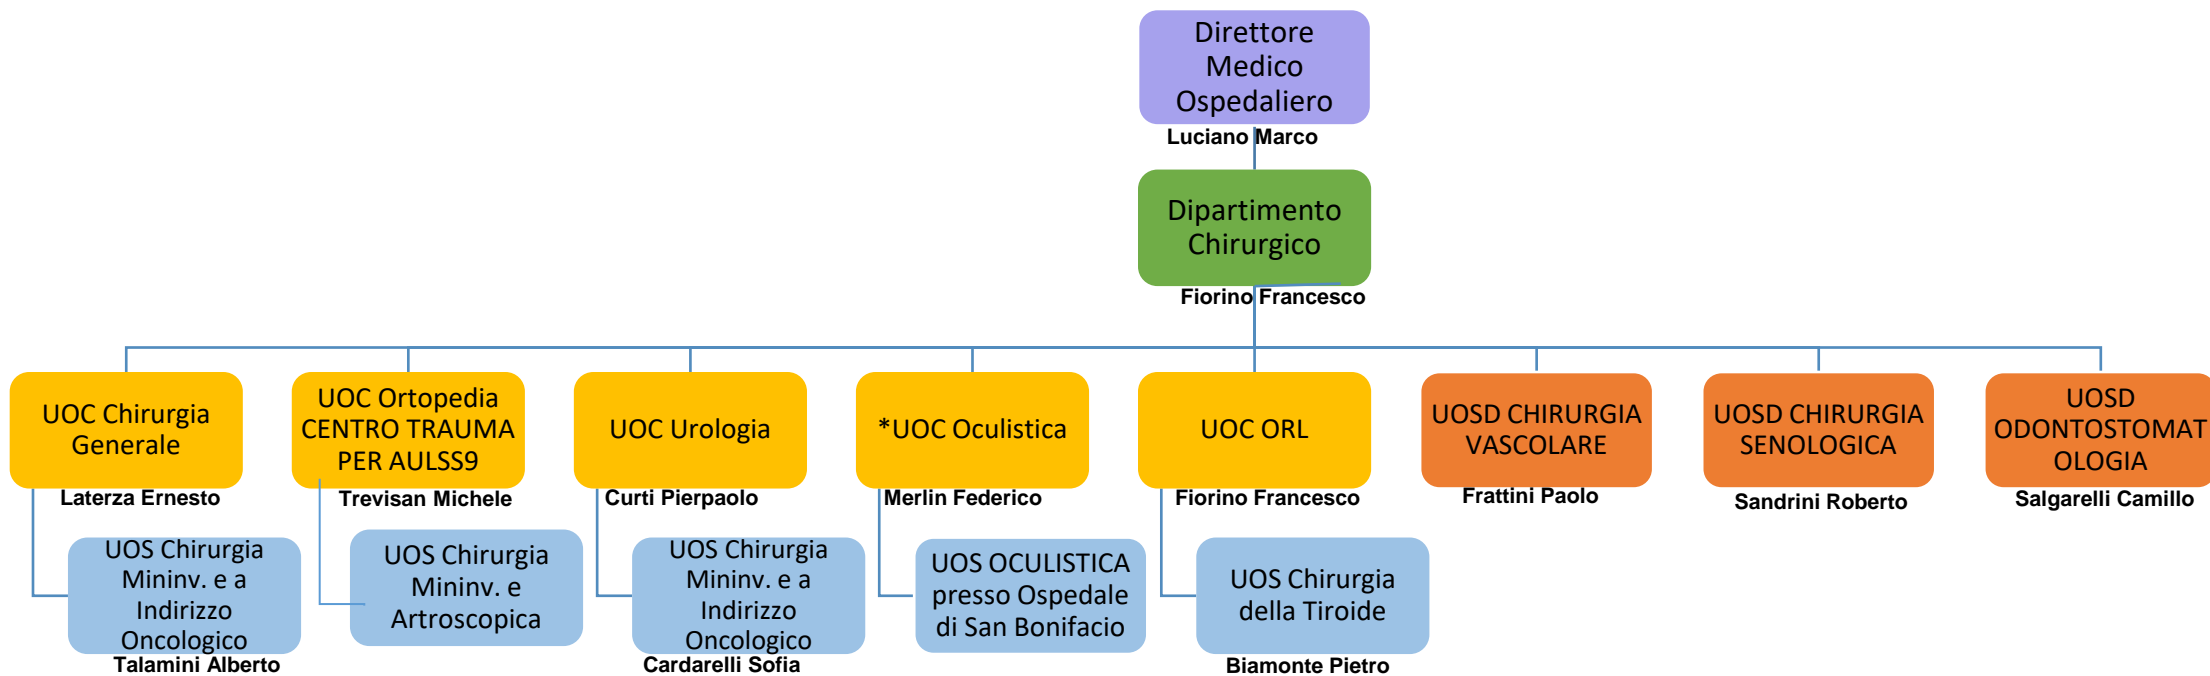 Direttore
Medico
Ospedaliero
Luciano Marco
Dipartimento
Chirurgico
Fiorino Francesco
UOC Chirurgia
Generale
Laterza Ernesto
UOC Ortopedia
CENTRO TRAUMA
PER AULSS9
Trevisan Michele
UOC Urologia
Curti Pierpaolo
*UOC Oculistica
Merlin Federico
UOC ORL
Fiorino Francesco
UOSD CHIRURGIA
VASCOLARE
Frattini Paolo
UOSD CHIRURGIA
SENOLOGICA
Sandrini Roberto
UOSD
ODONTOSTOMAT
OLOGIA
Salgarelli Camillo
UOS Chirurgia
Mininv. e a
Indirizzo
Oncologico
Talamini Alberto
UOS Chirurgia
Mininv. e
Artroscopica
UOS Chirurgia
Mininv. e a
Indirizzo
Oncologico
Cardarelli Sofia
UOS OCULISTICA
presso Ospedale
di San Bonifacio
UOS Chirurgia
della Tiroide
Biamonte Pietro